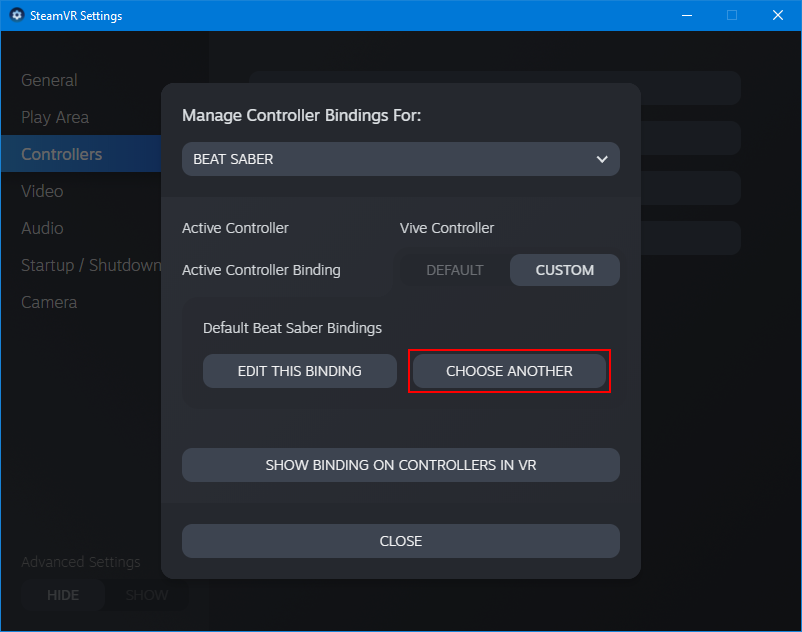 SteamVR Settings
General
Play Area
Controllers
Video
Audio
Startup / Shutdown
Camera
Advanced Settings
HIDE SHOW
Manage Controller Bindings For:
BEAT SABER
Active Controller Vive Controller
Active Controller Binding DEFAULT CUSTOM
Default Beat Saber Bindings
EDIT THIS BINDING CHOOSE ANOTHER
SHOW BINDING ON CONTROLLERS IN VR
CLOSE